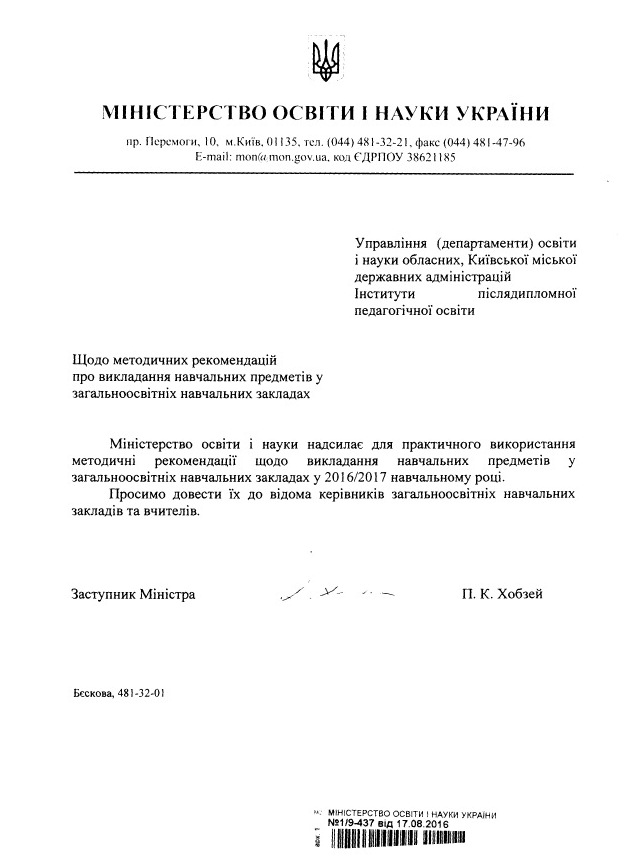 МІНІСТЕРСТВО ОСВІТИ І НАУКИ УКРАЇНИ
пр. Перемоги, 10, м.Київ, 01135, тел. (044) 481-32-21, факс (044) 481-47-96
E-mail: mon@mon.gov.ua, код ЄДРПОУ 38621185
Управління (департаменти) освіти
і науки обласних, Київської міської
державних адміністрацій
Інститути післядипломної
педагогічної освіти
Щодо методичних рекомендацій
про викладання навчальних предметів у
загальноосвітніх навчальних закладах
Міністерство освіти і науки надсилає для практичного використання
методичні рекомендації щодо викладання навчальних предметів у
загальноосвітніх навчальних закладах у 2016/2017 навчальному році.
Просимо довести їх до відома керівників загальноосвітніх навчальних
закладів та вчителів.
Заступник Міністра П. К. Хобзей
Бєскова, 481-32-01
МІНІСТЕРСТВО ОСВІТИ І НАУКИ УКРАЇНИ
№1/9-437 від 17.08.2016